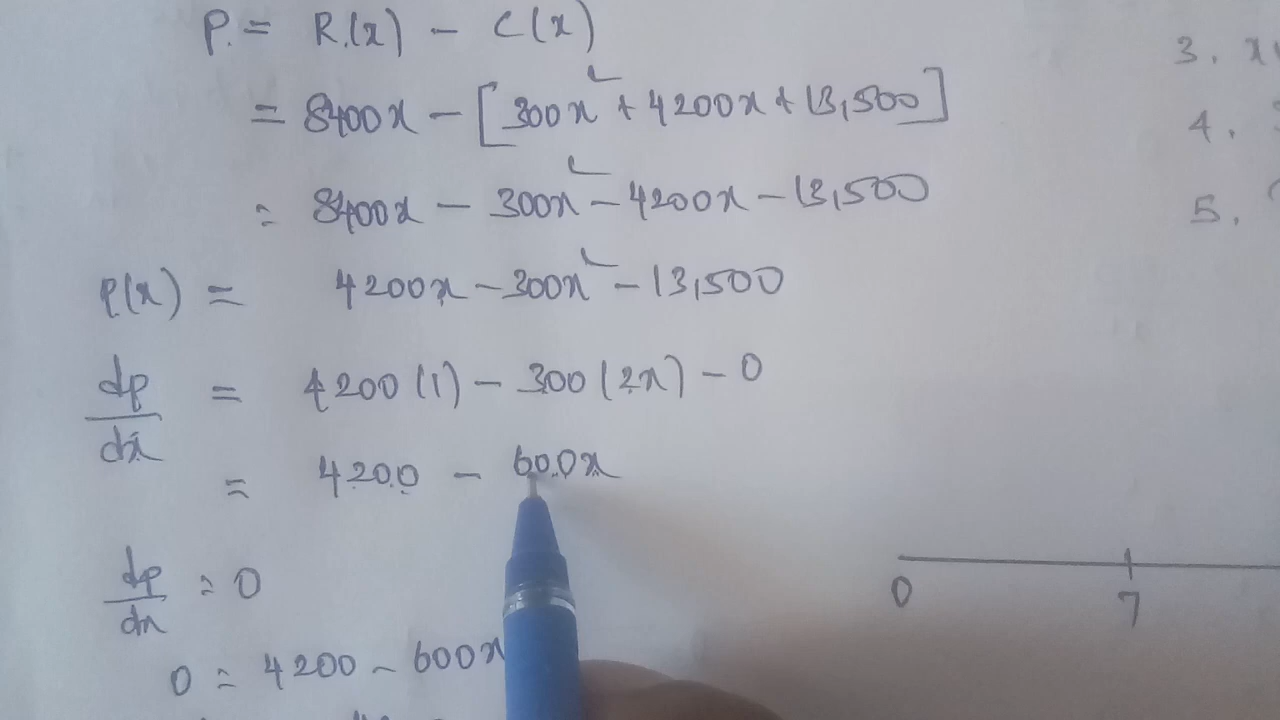 P. = R.(x) - C(x)
= 8400x - [300x² + 4200x + 13,500]
= 8400x - 300x² - 4200x - 13,500
P(x) = 4200x - 300x² - 13,500
dp/dx = 4200(1) - 300(2x) - 0
= 4200 - 600x
dp/dx = 0
0 = 4200 - 600x
3. x
4.
5.
0 7